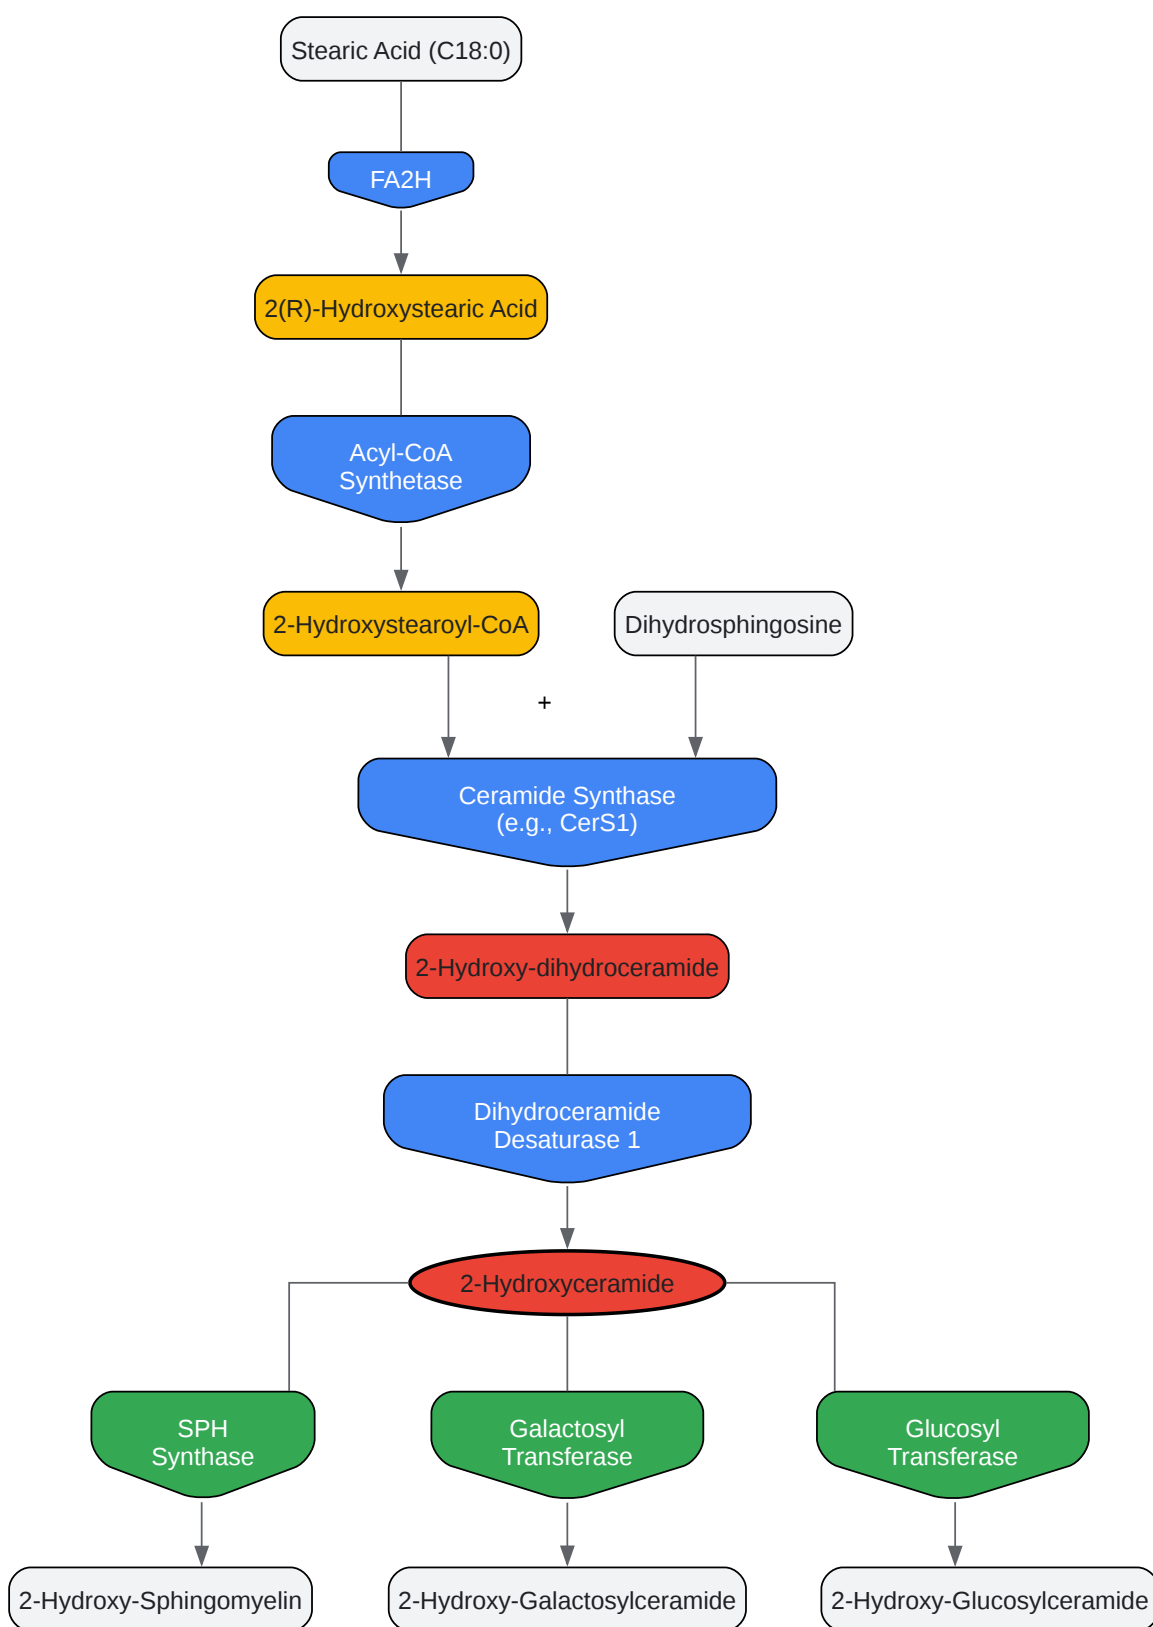 Stearic Acid (C18:0)
FA2H
2(R)-Hydroxystearic Acid
Acyl-CoA
Synthetase
2-Hydroxystearoyl-CoA
Dihydrosphingosine
+
Ceramide Synthase
(e.g., CerS1)
2-Hydroxy-dihydroceramide
Dihydroceramide
Desaturase 1
2-Hydroxyceramide
SPH
Synthase
Galactosyl
Transferase
Glucosyl
Transferase
2-Hydroxy-Sphingomyelin
2-Hydroxy-Galactosylceramide
2-Hydroxy-Glucosylceramide